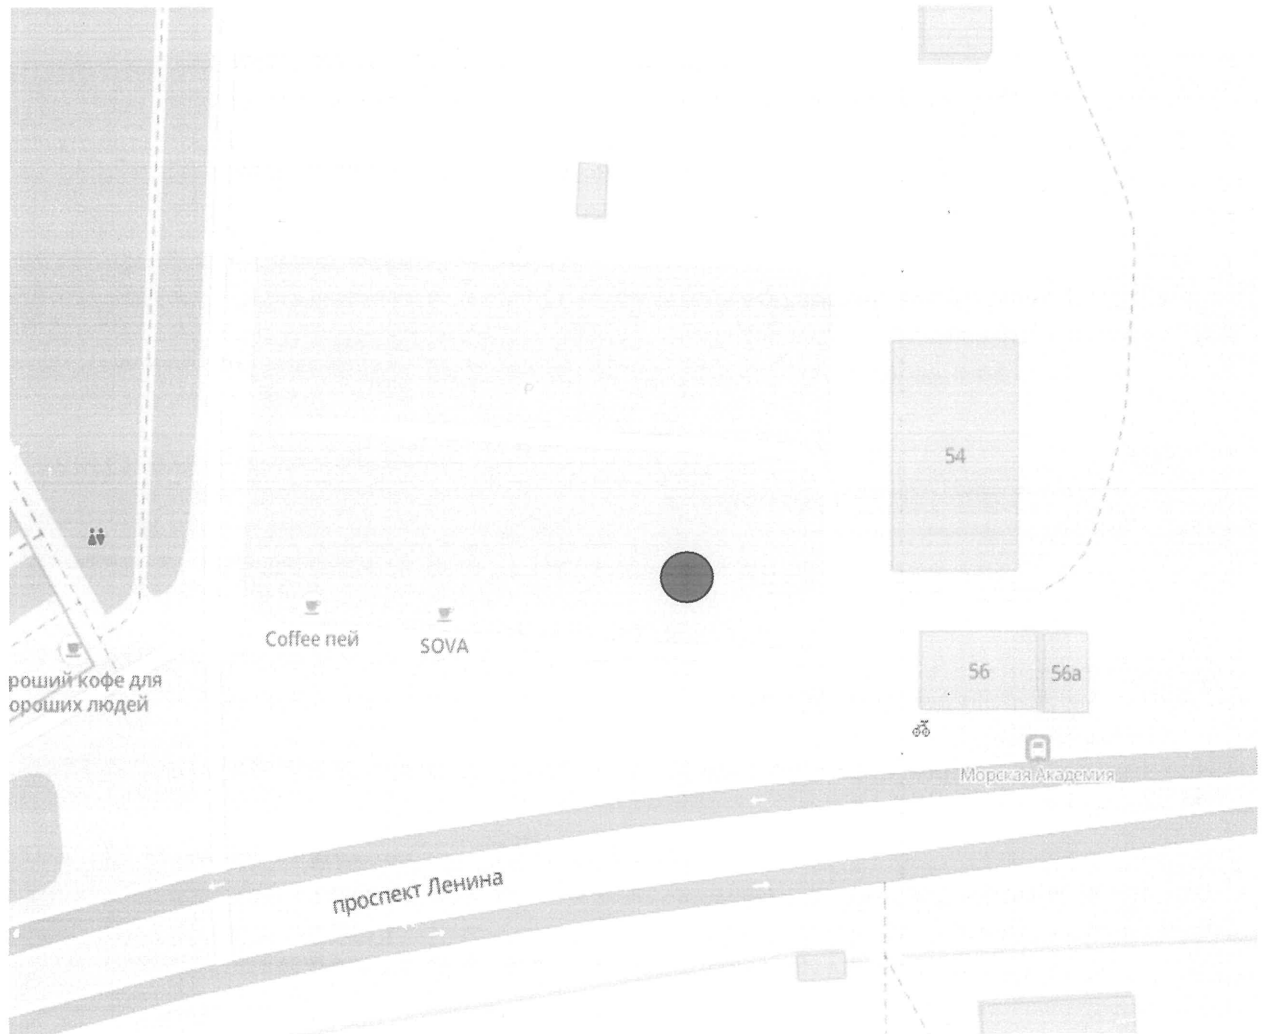 P
54
Coffee пей
SOVA
роший кофе для
ороших людей
56
56а
Морская Академия
проспект Ленина